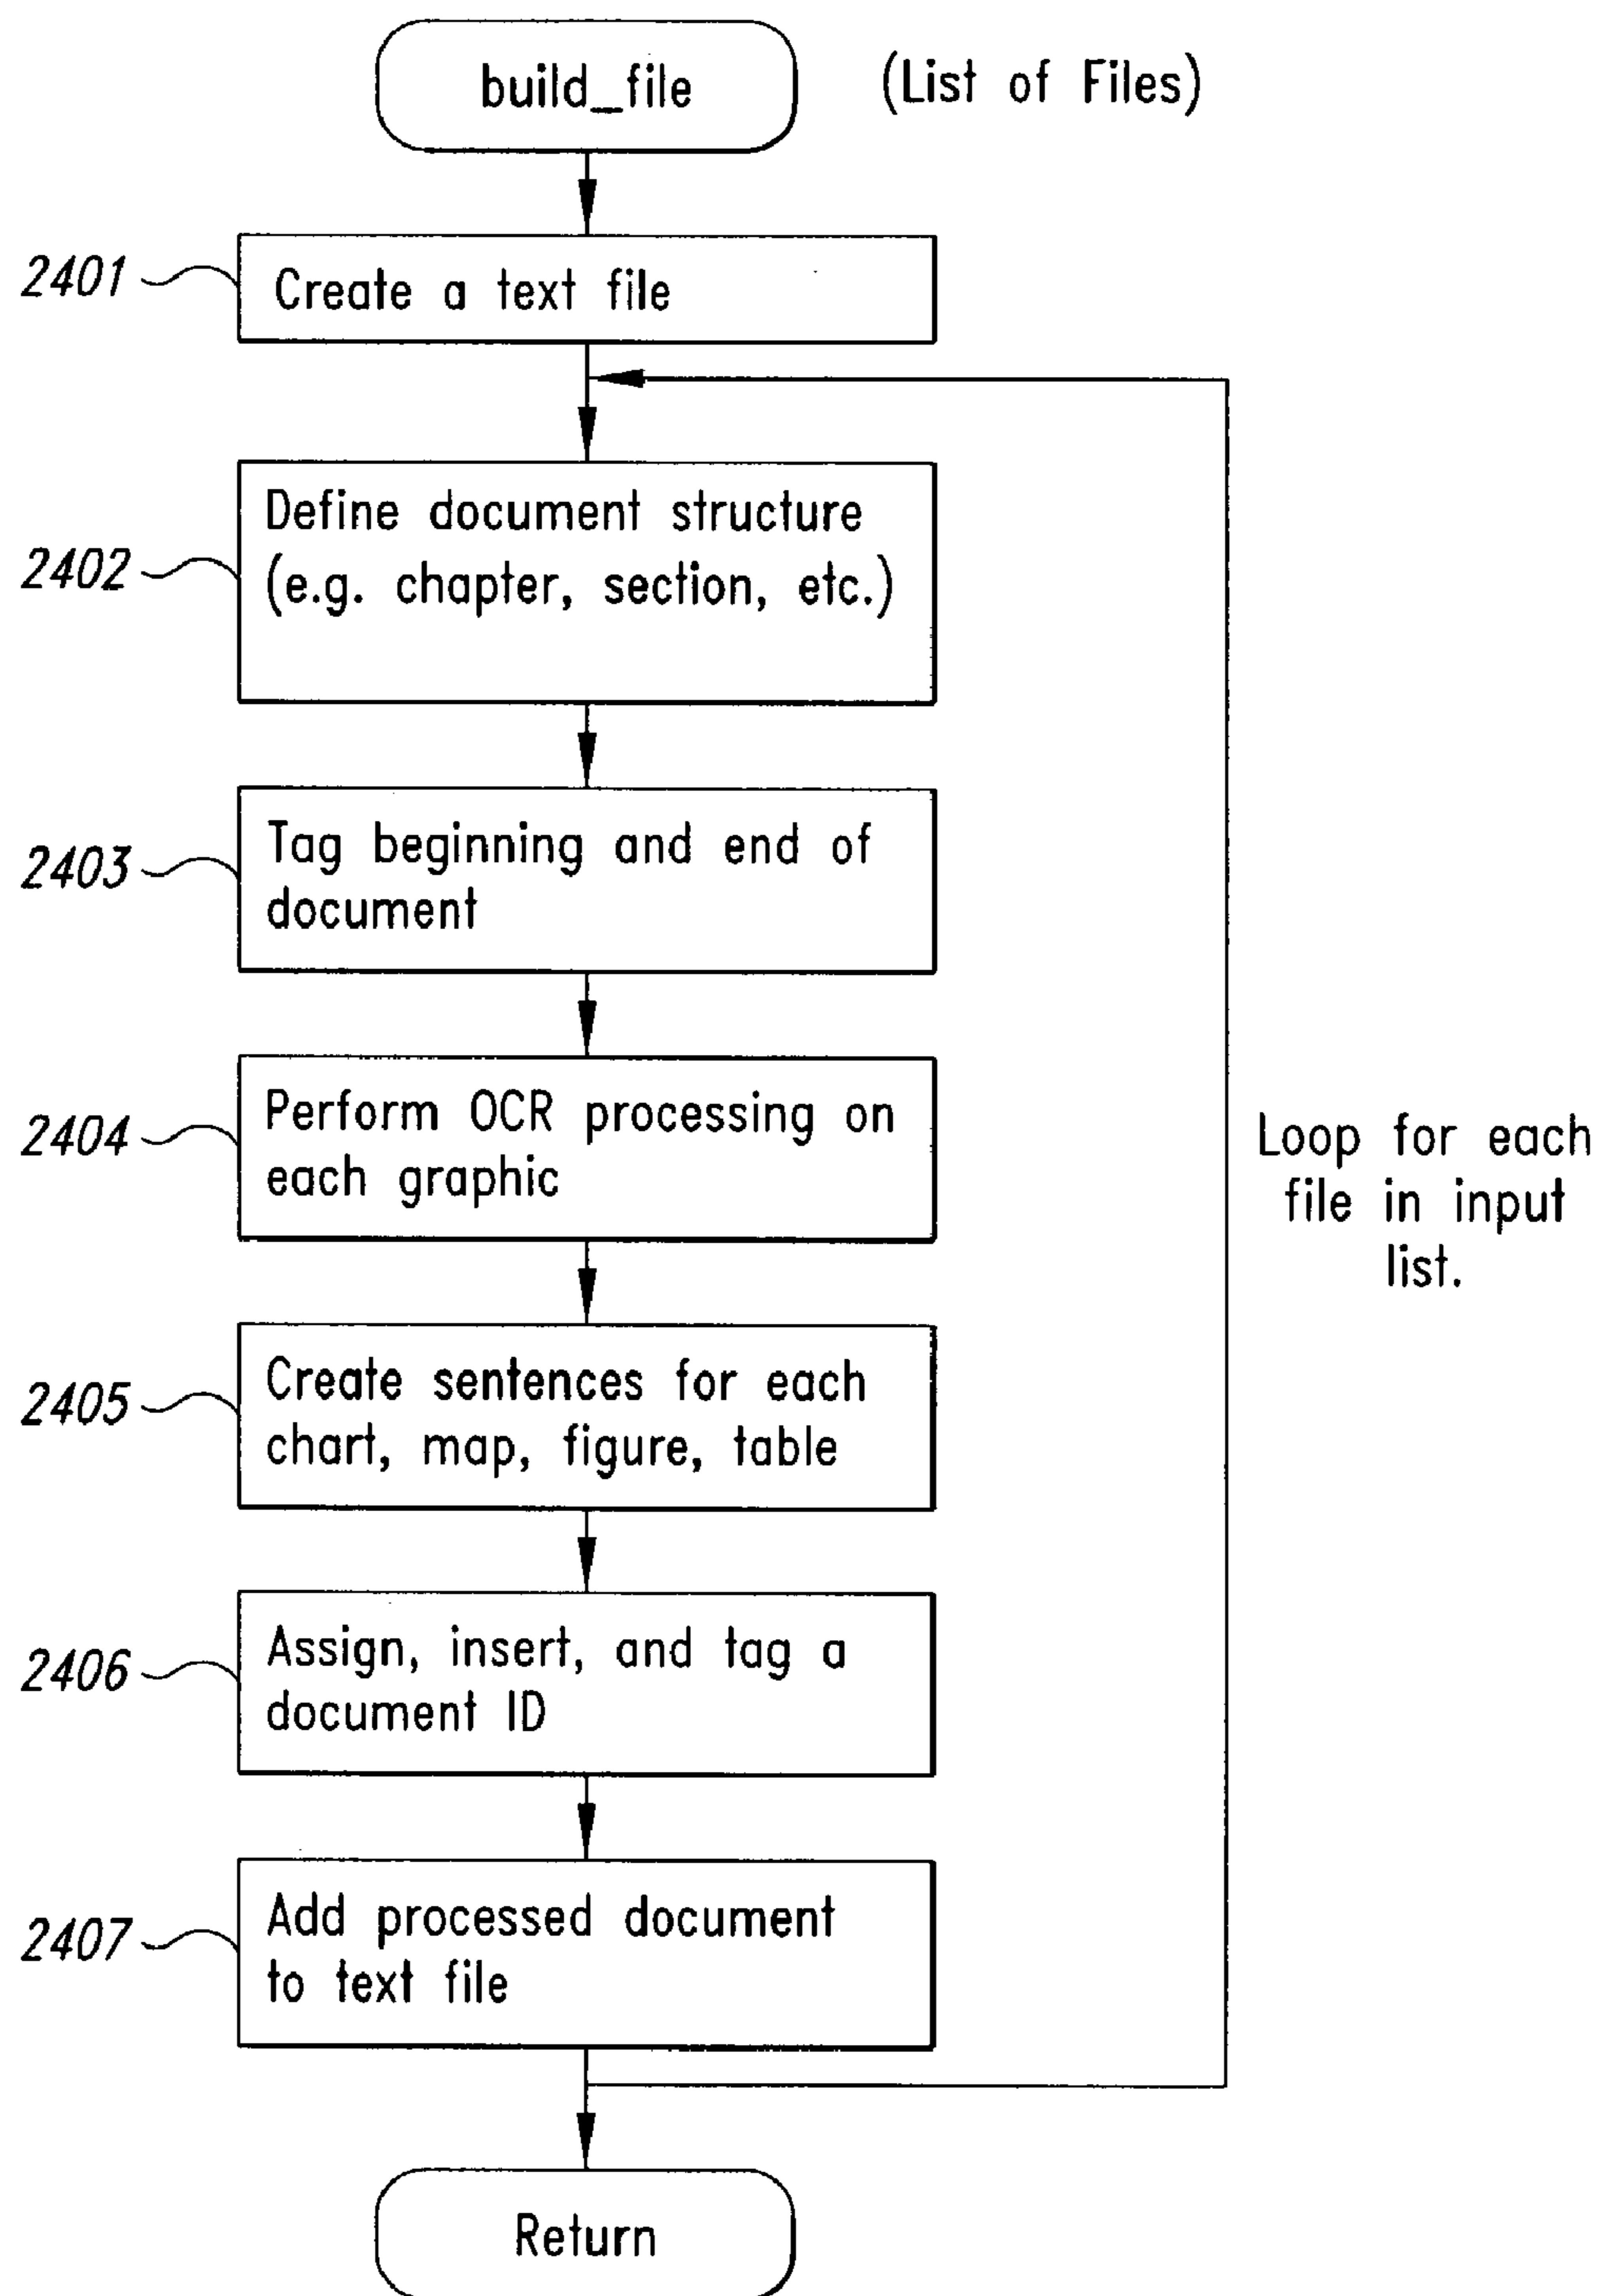 build_file (List of Files)
2401
Create a text file
2402
Define document structure
(e.g. chapter, section, etc.)
2403
Tag beginning and end of
document
2404
Perform OCR processing on
each graphic
Loop for each
file in input
list.
2405
Create sentences for each
chart, map, figure, table
2406
Assign, insert, and tag a
document ID
2407
Add processed document
to text file
Return